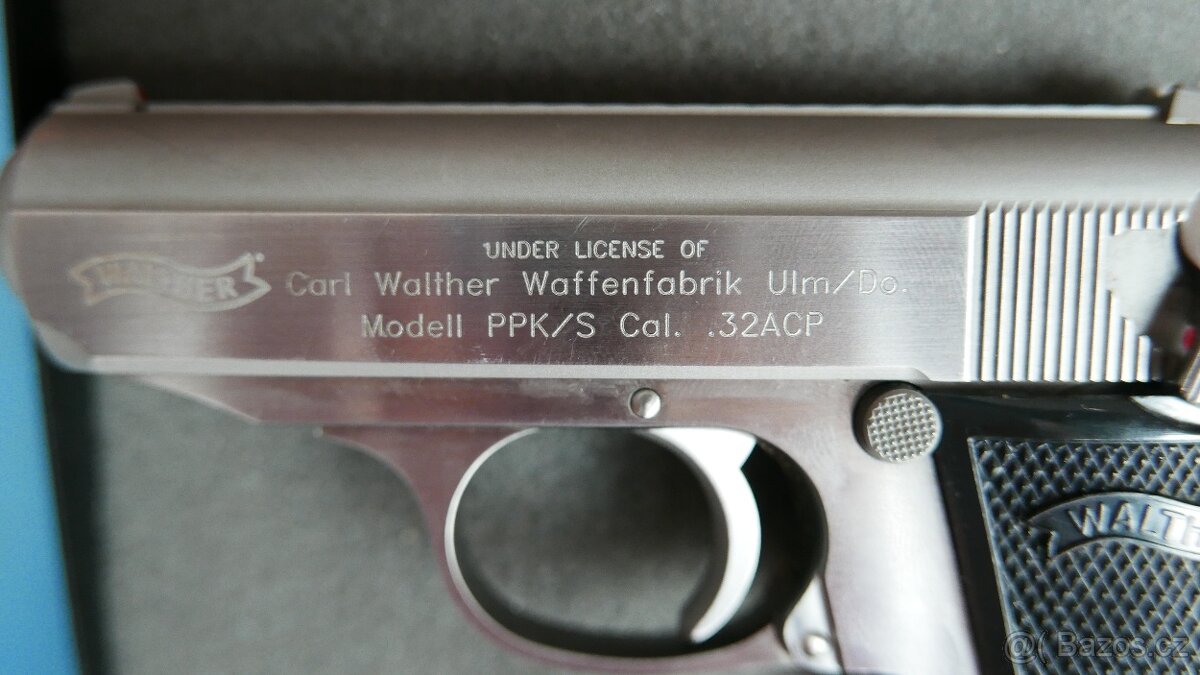 UNDER LICENSE OF
WALTHER® Carl Walther Waffenfabrik Ulm/Do.
Modell PPK/S Cal. .32ACP
WALTH
@( Bazos.cz